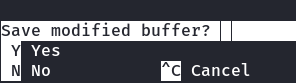 Save modified buffer?
Y Yes
N No ^C Cancel